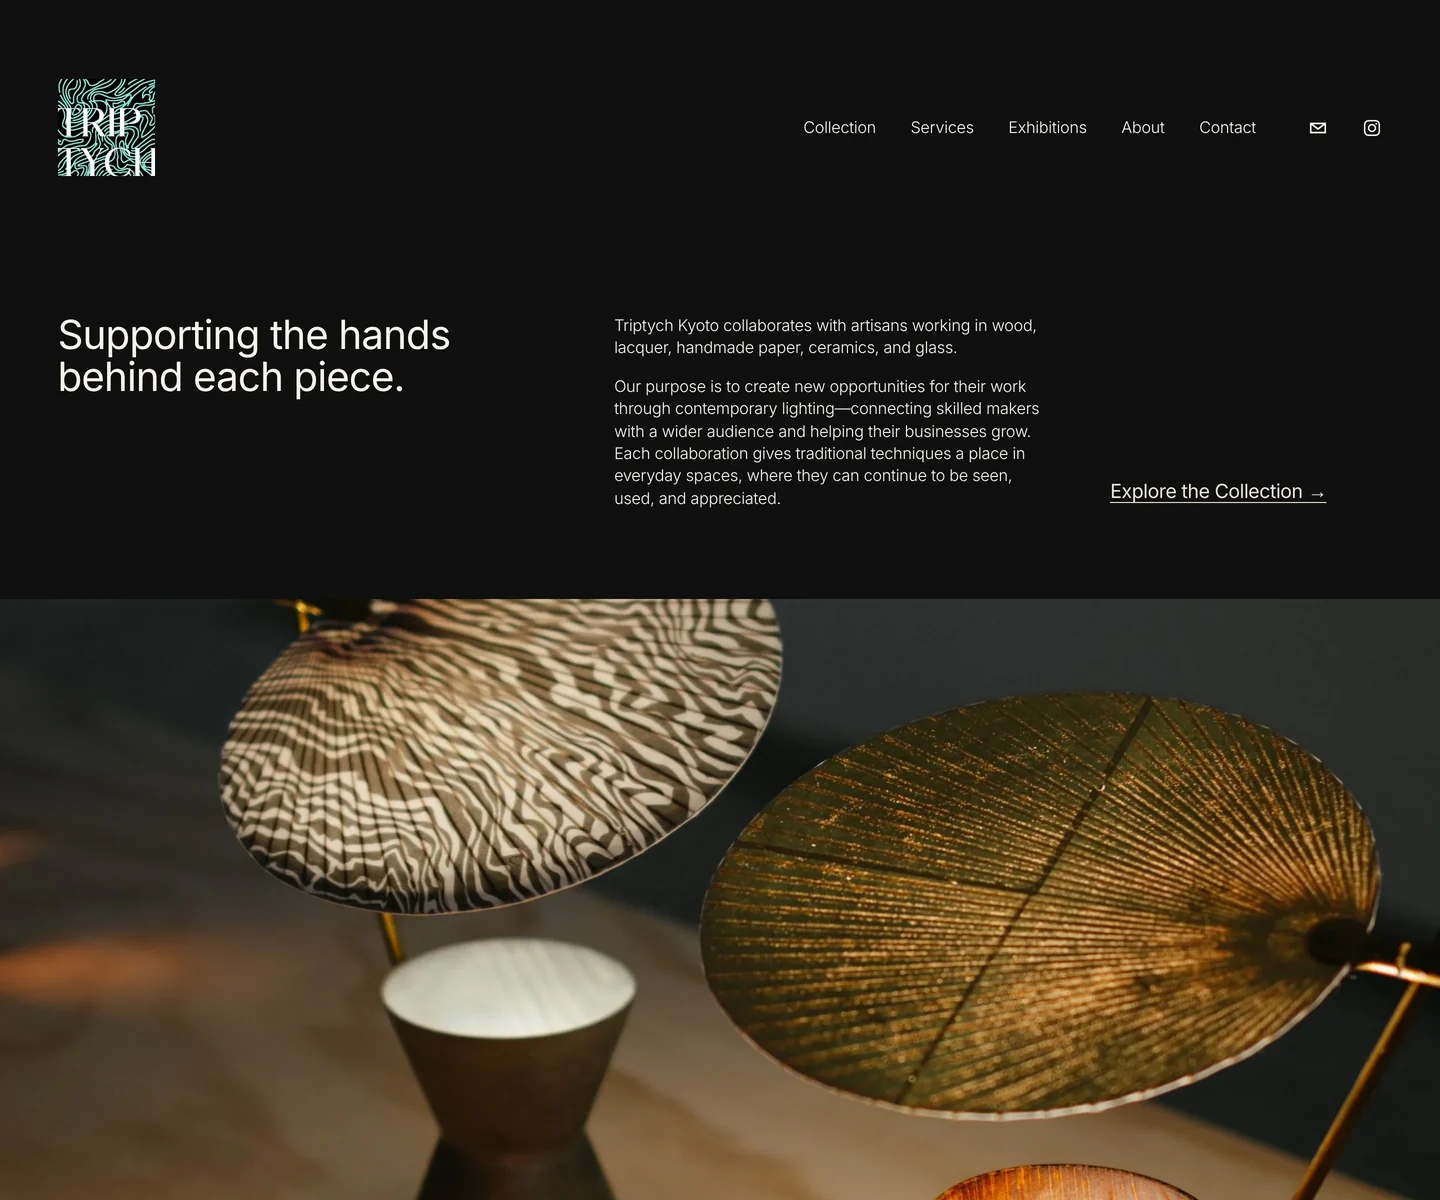 TRIP
TYCH
Collection Services Exhibitions About Contact
Supporting the hands
behind each piece.
Triptych Kyoto collaborates with artisans working in wood,
lacquer, handmade paper, ceramics, and glass.
Our purpose is to create new opportunities for their work
through contemporary lighting—connecting skilled makers
with a wider audience and helping their businesses grow.
Each collaboration gives traditional techniques a place in
everyday spaces, where they can continue to be seen,
used, and appreciated.
Explore the Collection →